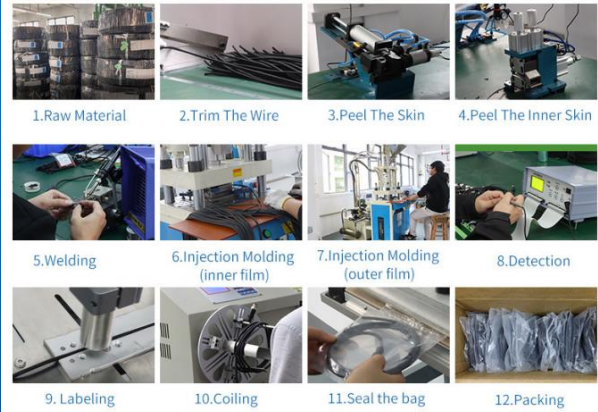 1.Raw Material
2.Trim The Wire
3.Peel The Skin
4.Peel The Inner Skin
5.Welding
6.Injection Molding
(inner film)
7.Injection Molding
(outer film)
8.Detection
9. Labeling
10.Coiling
11.Seal the bag
12.Packing